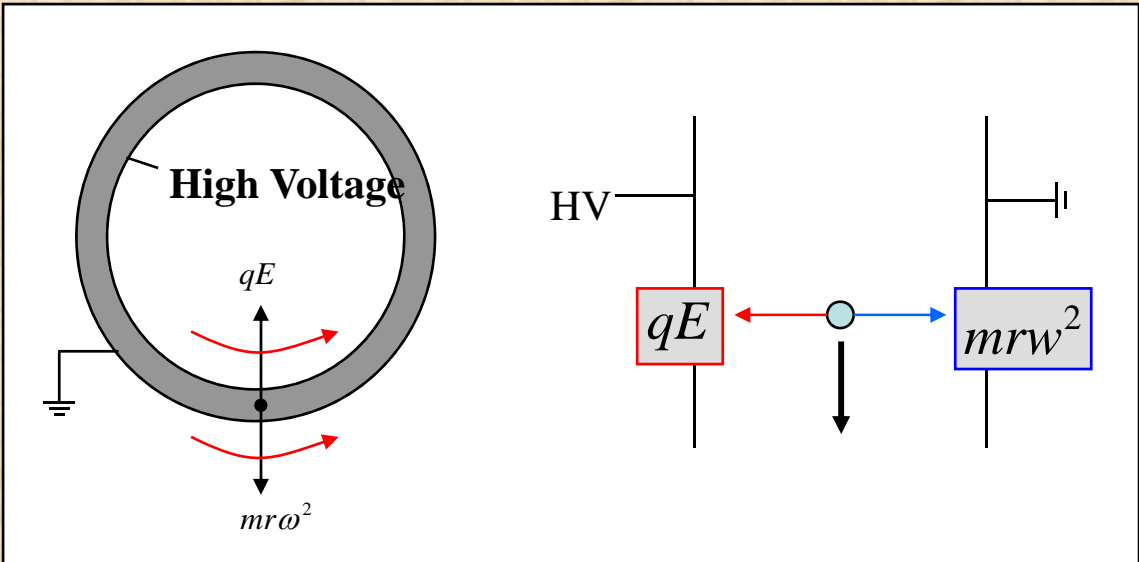 High Voltage
qE
mrω²
HV
qE
mrw²